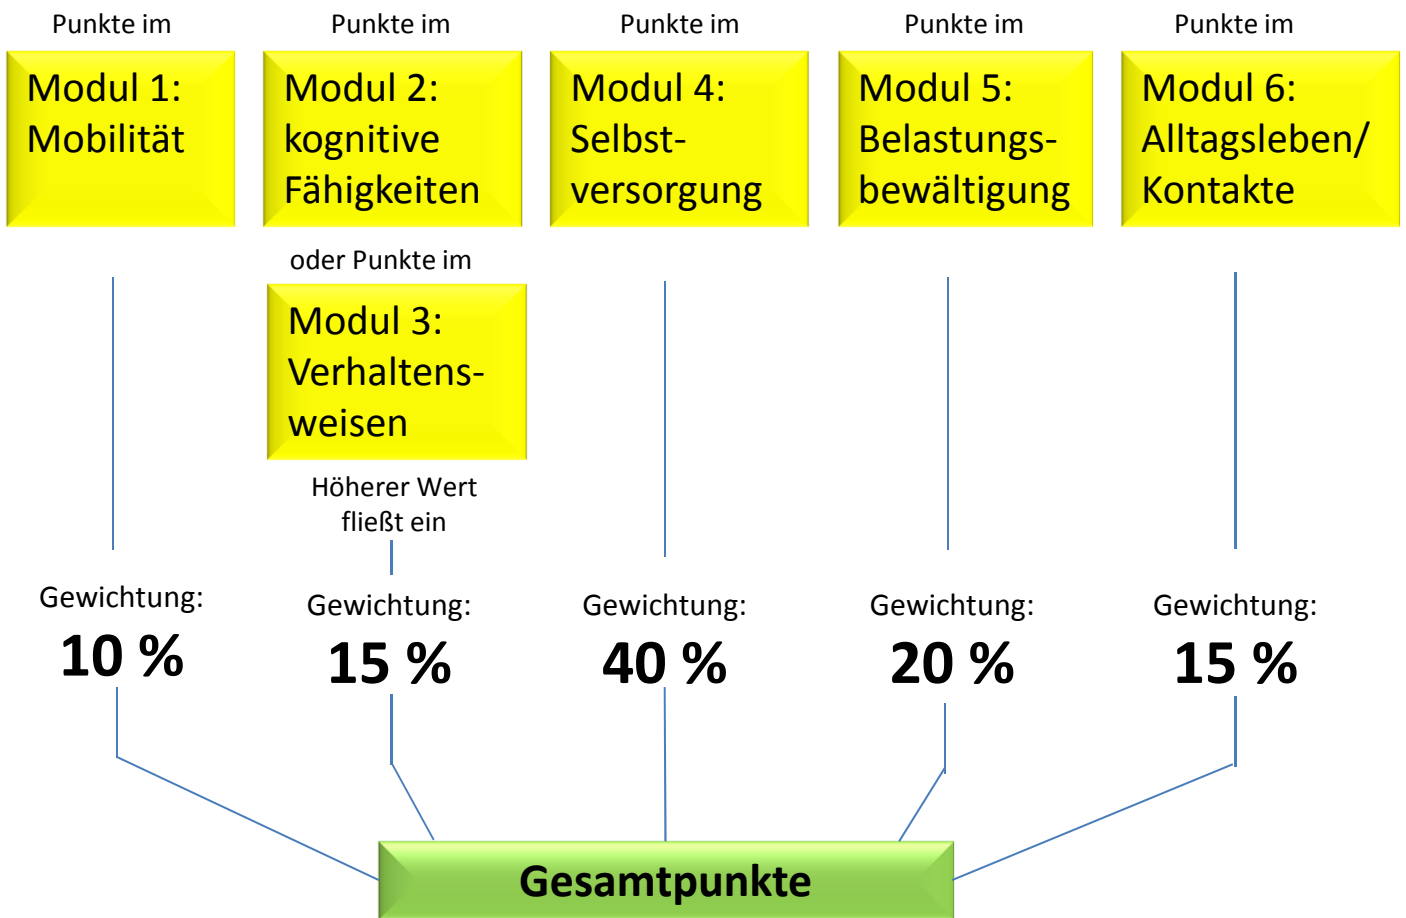 Punkte im
Modul 1:
Mobilität
Punkte im
Modul 2:
kognitive
Fähigkeiten
oder Punkte im
Modul 3:
Verhaltens-
weisen
Höherer Wert
fließt ein
Punkte im
Modul 4:
Selbst-
versorgung
Punkte im
Modul 5:
Belastungs-
bewältigung
Punkte im
Modul 6:
Alltagsleben/
Kontakte
Gewichtung:
10 %
Gewichtung:
15 %
Gewichtung:
40 %
Gewichtung:
20 %
Gewichtung:
15 %
Gesamtpunkte